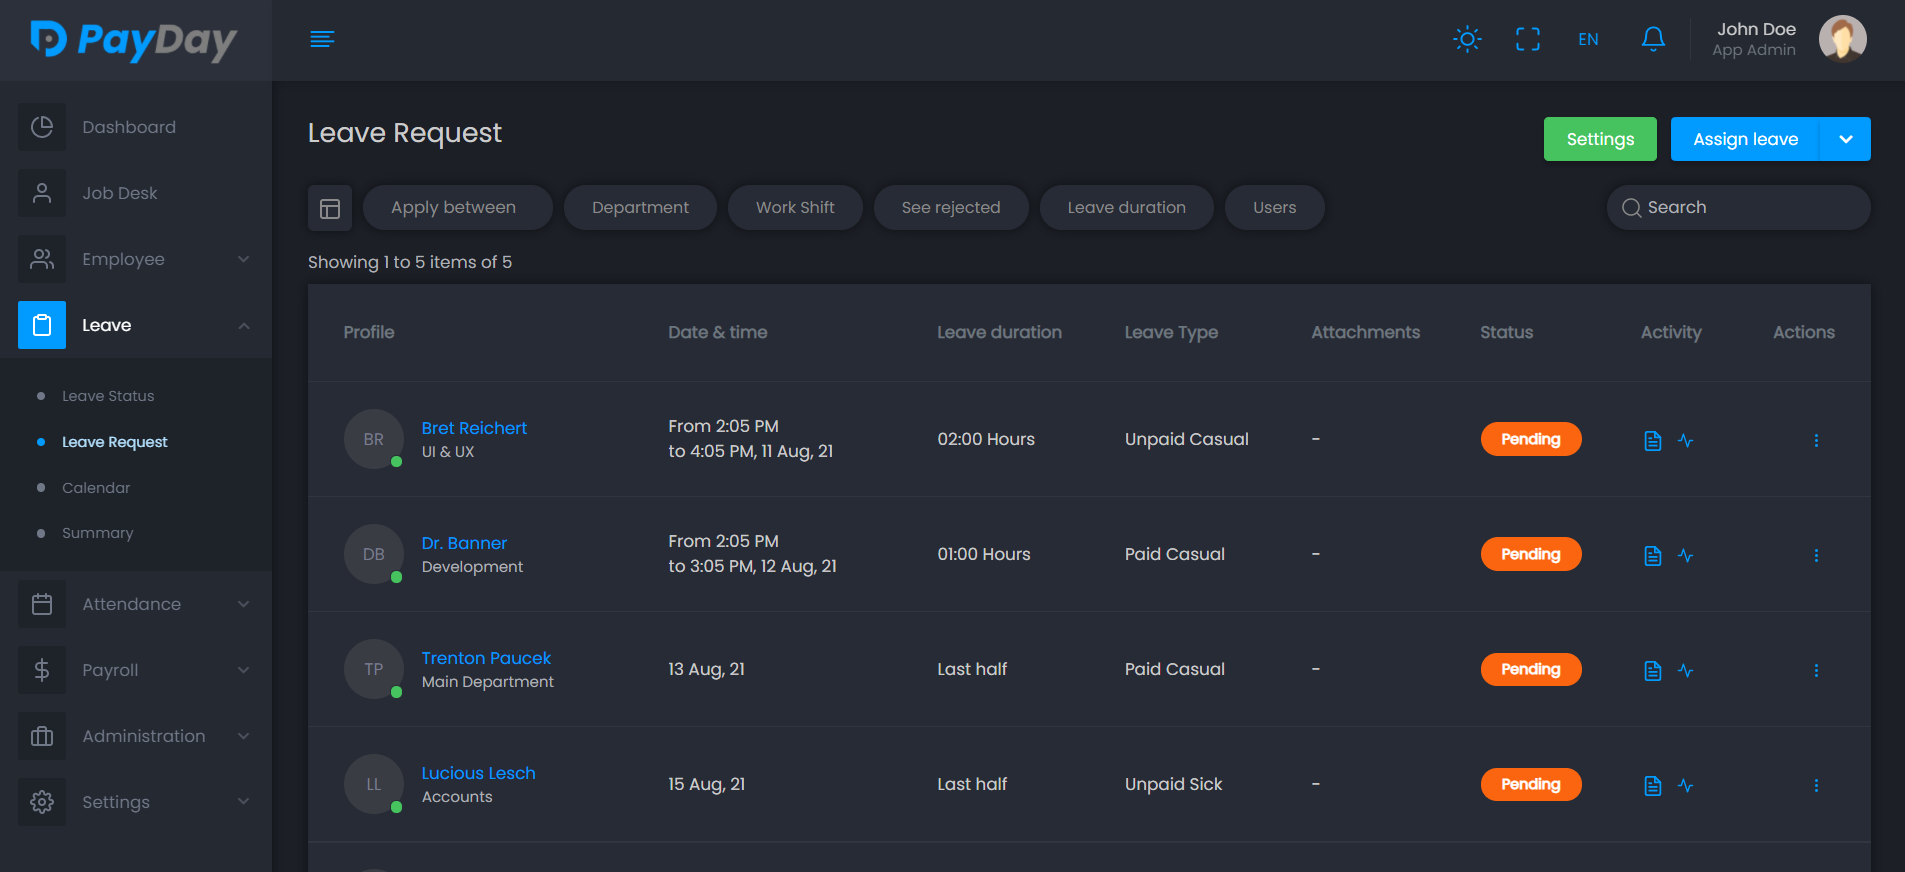 PayDay
EN
John Doe
App Admin
Dashboard
Job Desk
Employee
Leave
Leave Status
Leave Request
Calendar
Summary
Attendance
Payroll
Administration
Settings
Leave Request
Settings
Assign leave
Apply between
Department
Work Shift
See rejected
Leave duration
Users
Search
Showing 1 to 5 items of 5
Profile Date & time Leave duration Leave Type Attachments Status Activity Actions
BR
Bret Reichert
UI & UX
From 2:05 PM
to 4:05 PM, 11 Aug, 21
02:00 Hours
Unpaid Casual
-
Pending
DB
Dr. Banner
Development
From 2:05 PM
to 3:05 PM, 12 Aug, 21
01:00 Hours
Paid Casual
-
Pending
TP
Trenton Paucek
Main Department
13 Aug, 21
Last half
Paid Casual
-
Pending
LL
Lucious Lesch
Accounts
15 Aug, 21
Last half
Unpaid Sick
-
Pending